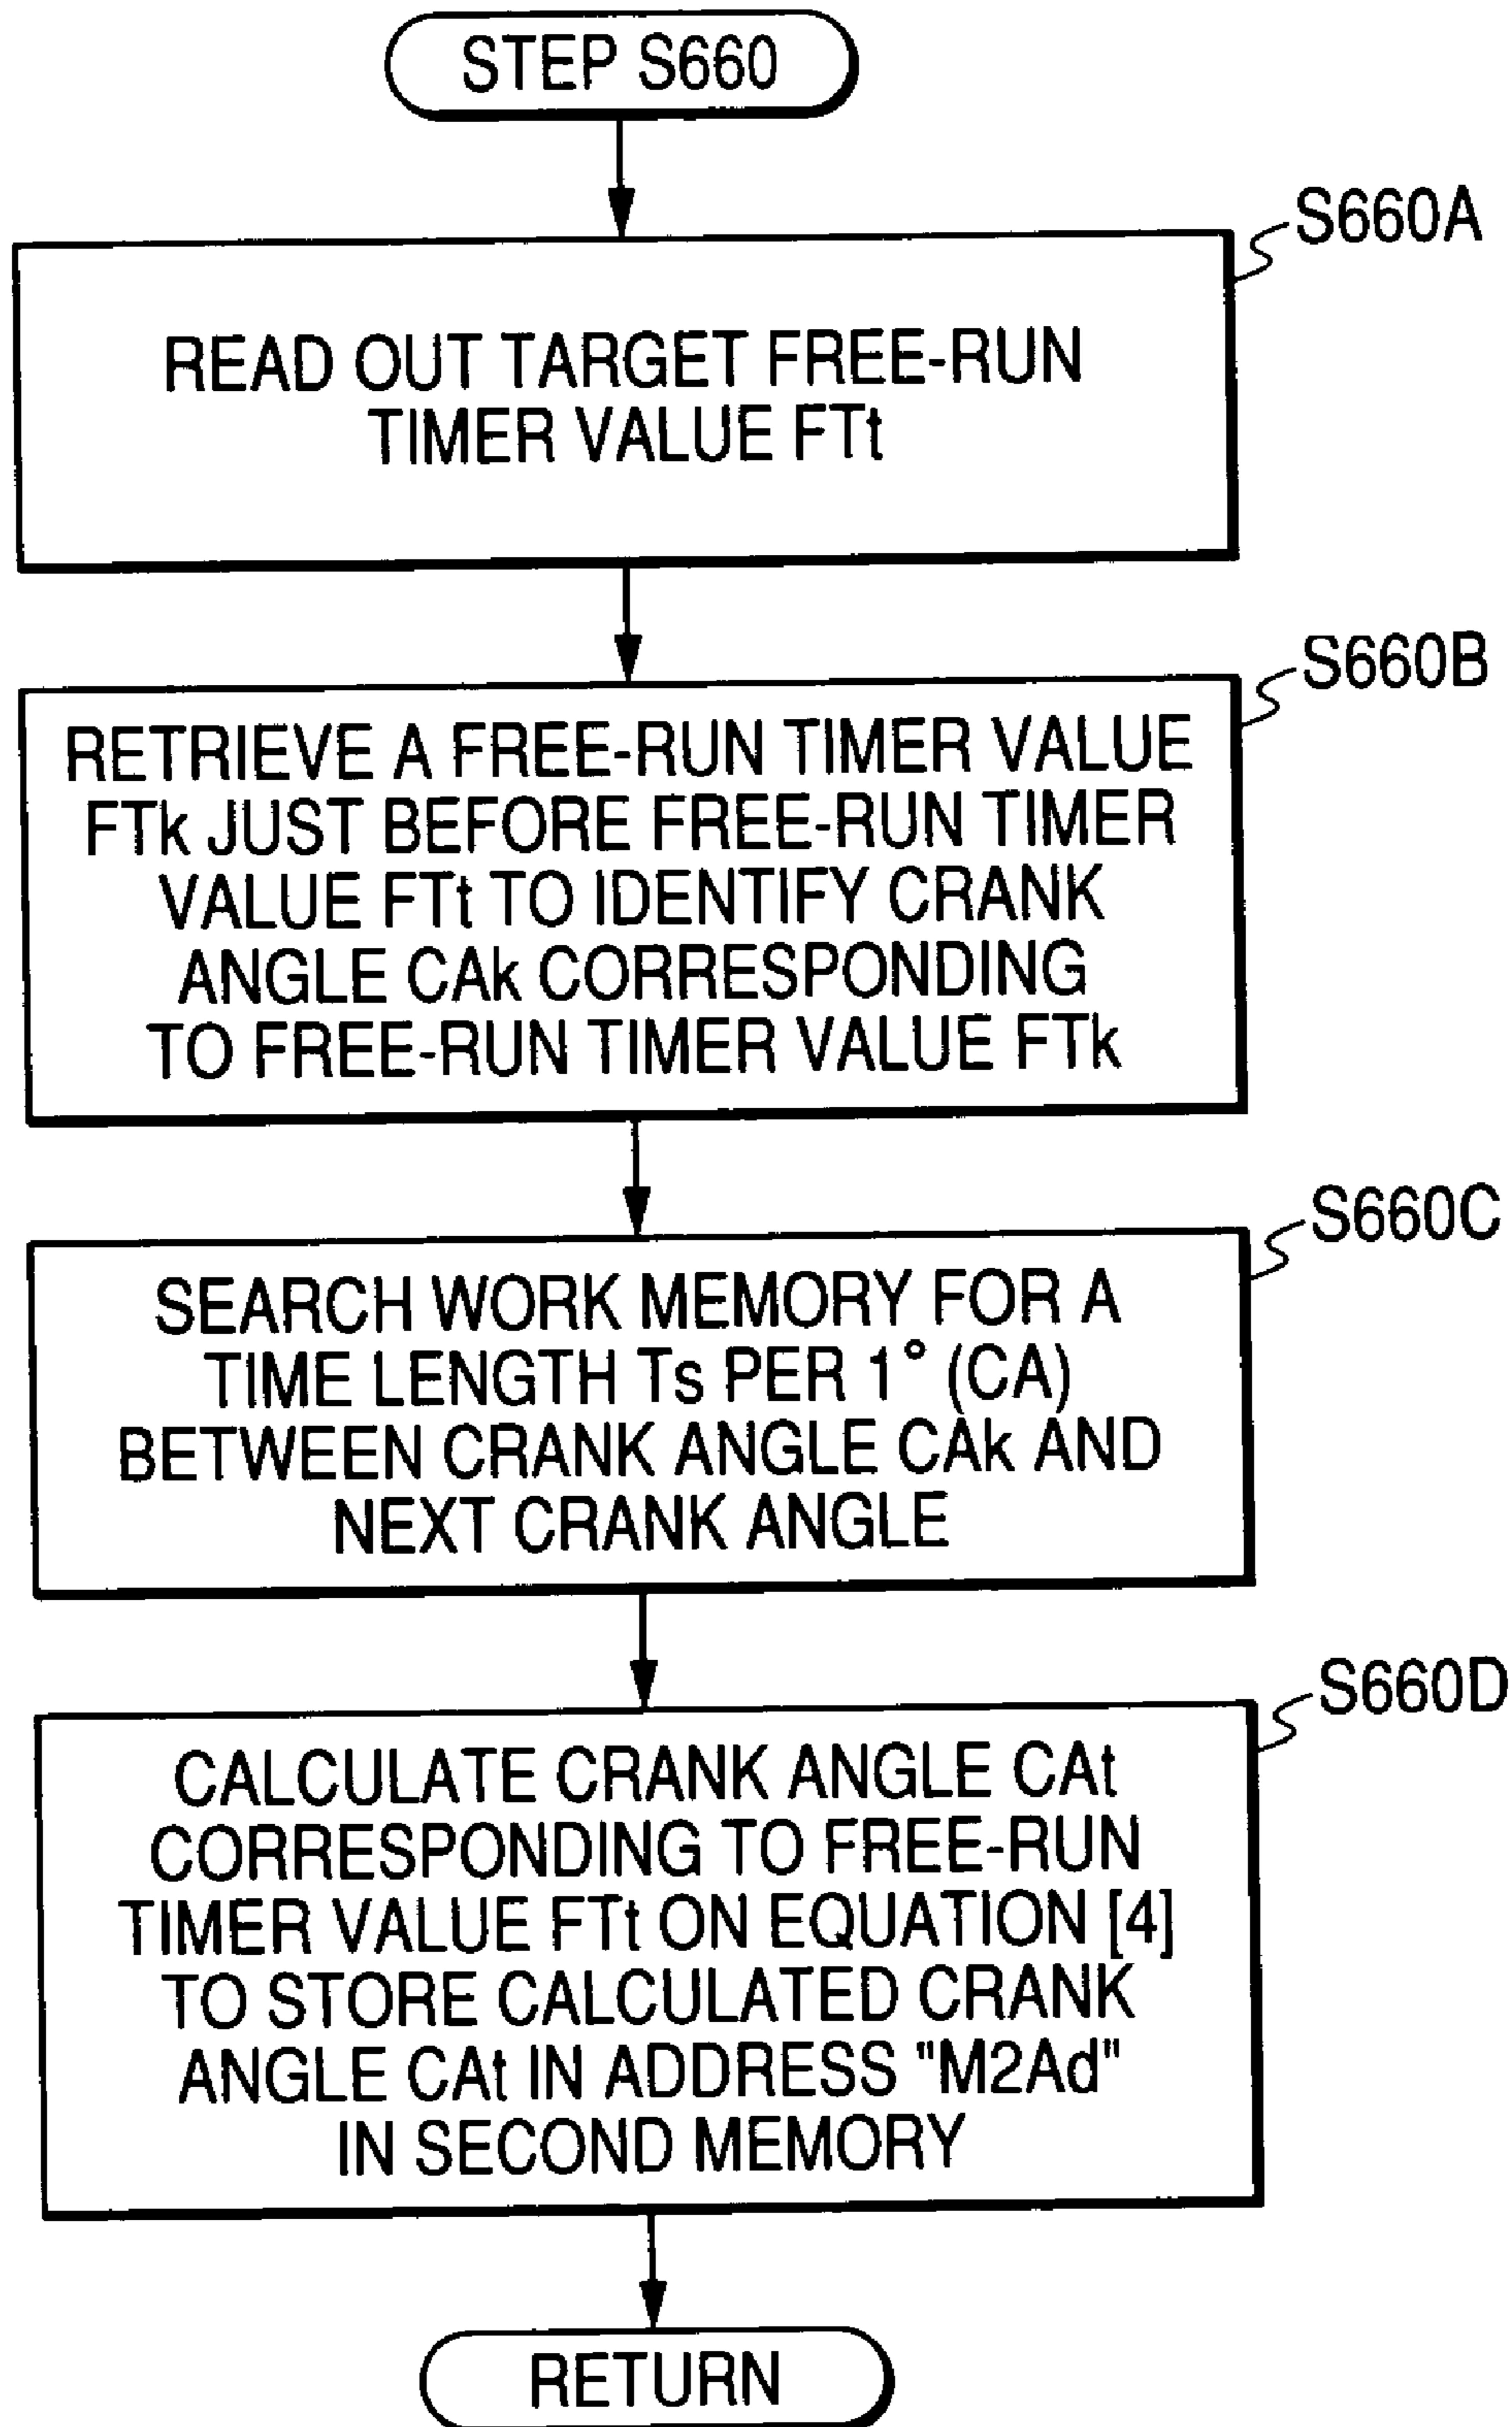 STEP S660
S660A
READ OUT TARGET FREE-RUN
TIMER VALUE FTt
S660B
RETRIEVE A FREE-RUN TIMER VALUE
FTk JUST BEFORE FREE-RUN TIMER
VALUE FTt TO IDENTIFY CRANK
ANGLE CAk CORRESPONDING
TO FREE-RUN TIMER VALUE FTk
S660C
SEARCH WORK MEMORY FOR A
TIME LENGTH Ts PER 1° (CA)
BETWEEN CRANK ANGLE CAk AND
NEXT CRANK ANGLE
S660D
CALCULATE CRANK ANGLE CAt
CORRESPONDING TO FREE-RUN
TIMER VALUE FTt ON EQUATION [4]
TO STORE CALCULATED CRANK
ANGLE CAt IN ADDRESS "M2Ad"
IN SECOND MEMORY
RETURN